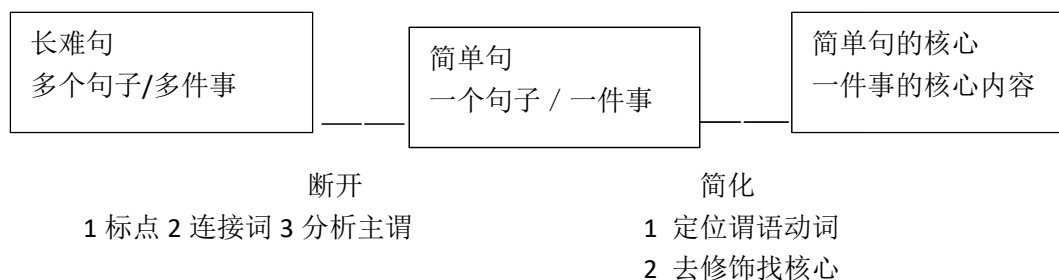 长难句
多个句子/多件事
简单句
一个句子 / 一件事
简单句的核心
一件事的核心内容
断开
1 标点 2 连接词 3 分析主谓
简化
1 定位谓语动词
2 去修饰找核心